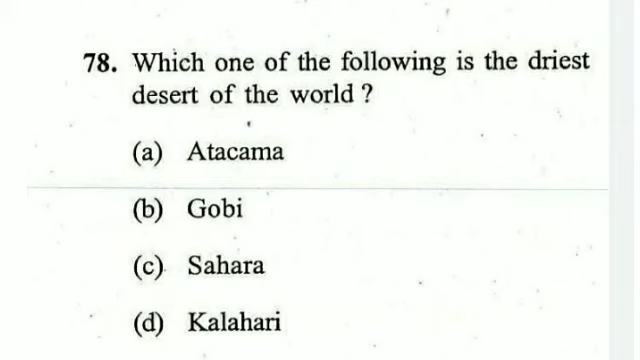 78. Which one of the following is the driest
desert of the world ?
(a) Atacama
(b) Gobi
(c) Sahara
(d) Kalahari